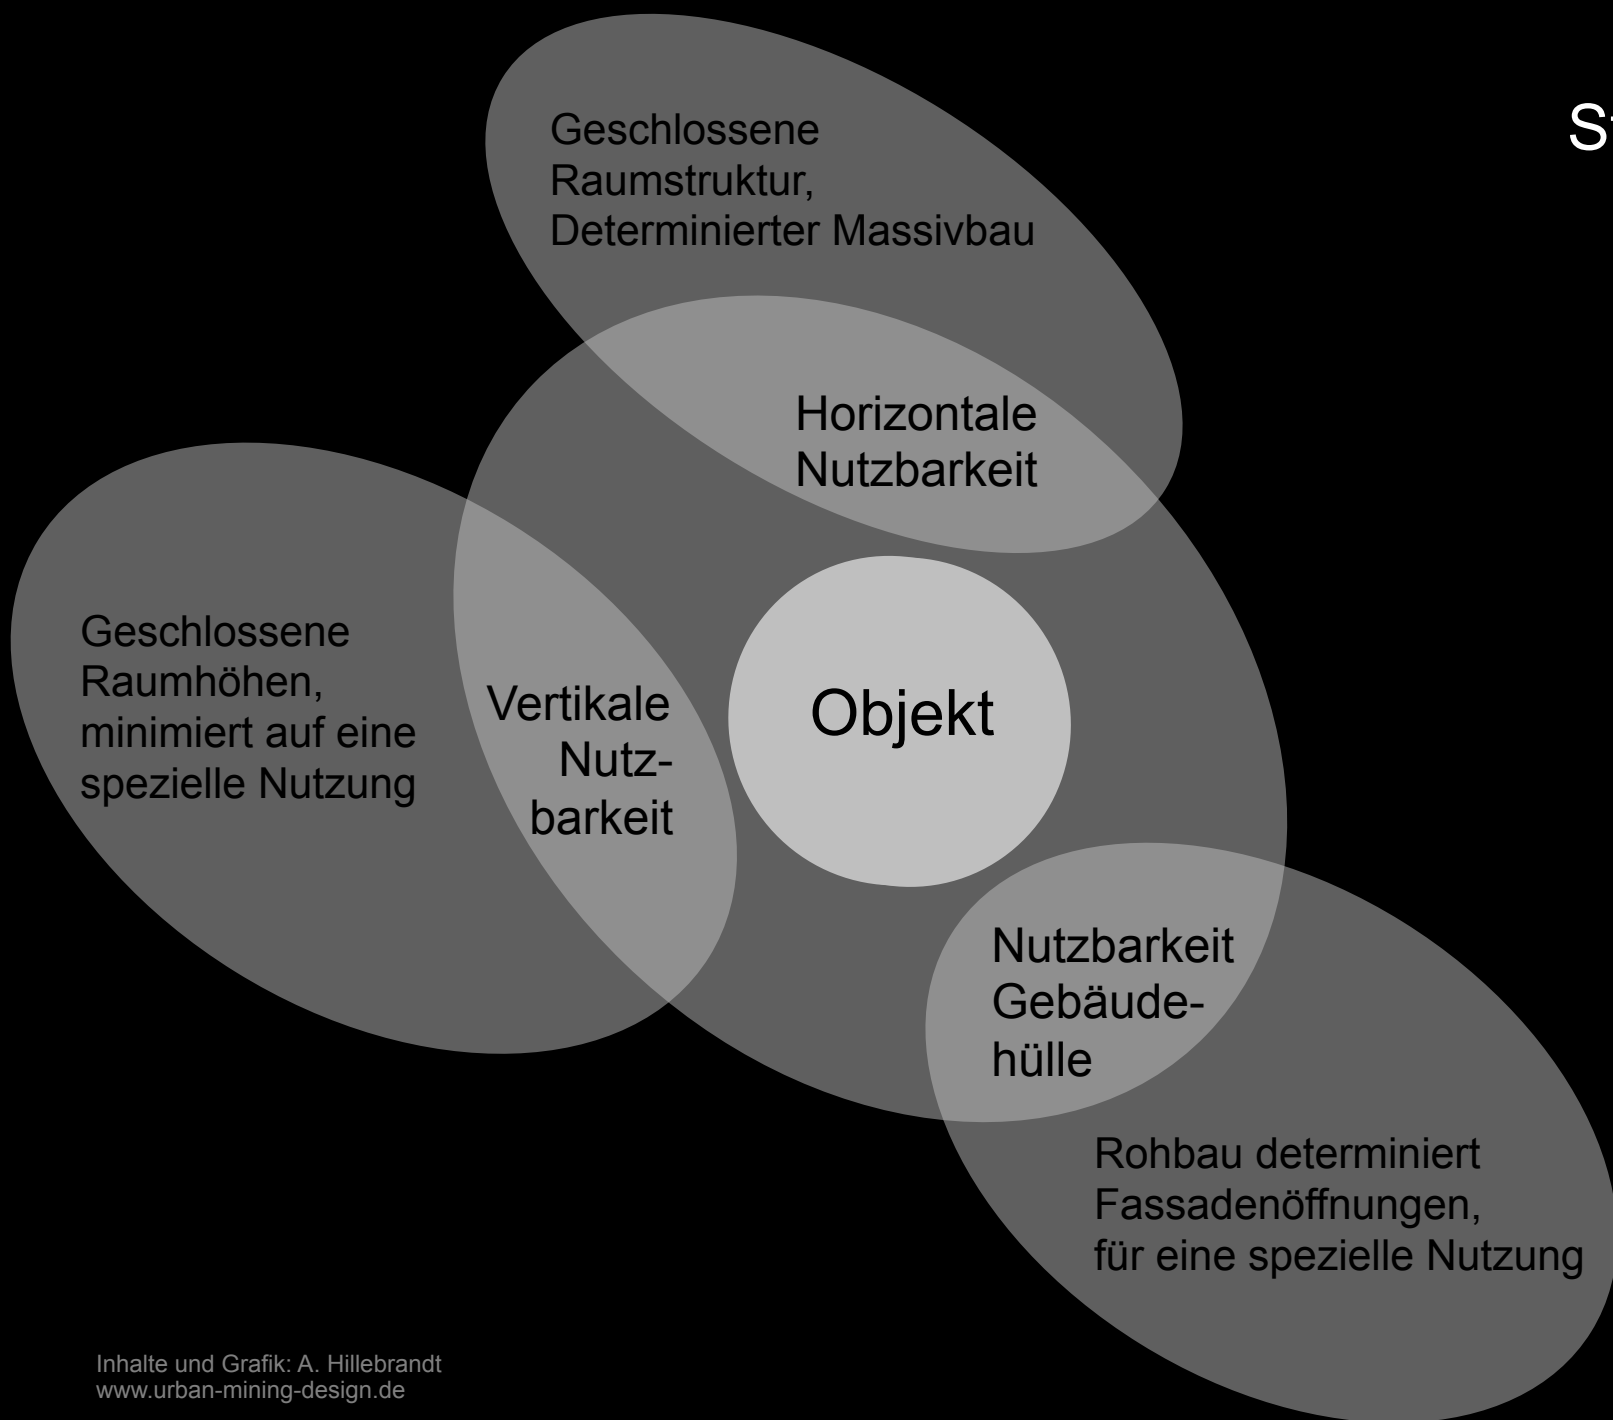 Geschlossene
Raumstruktur,
Determinierter Massivbau
Horizontale
Nutzbarkeit
Geschlossene
Raumhöhen,
minimiert auf eine
spezielle Nutzung
Vertikale
Nutz-
barkeit
Objekt
Nutzbarkeit
Gebäude-
hülle
Rohbau determiniert
Fassadenöffnungen,
für eine spezielle Nutzung
Inhalte und Grafik: A. Hillebrandt
www.urban-mining-design.de